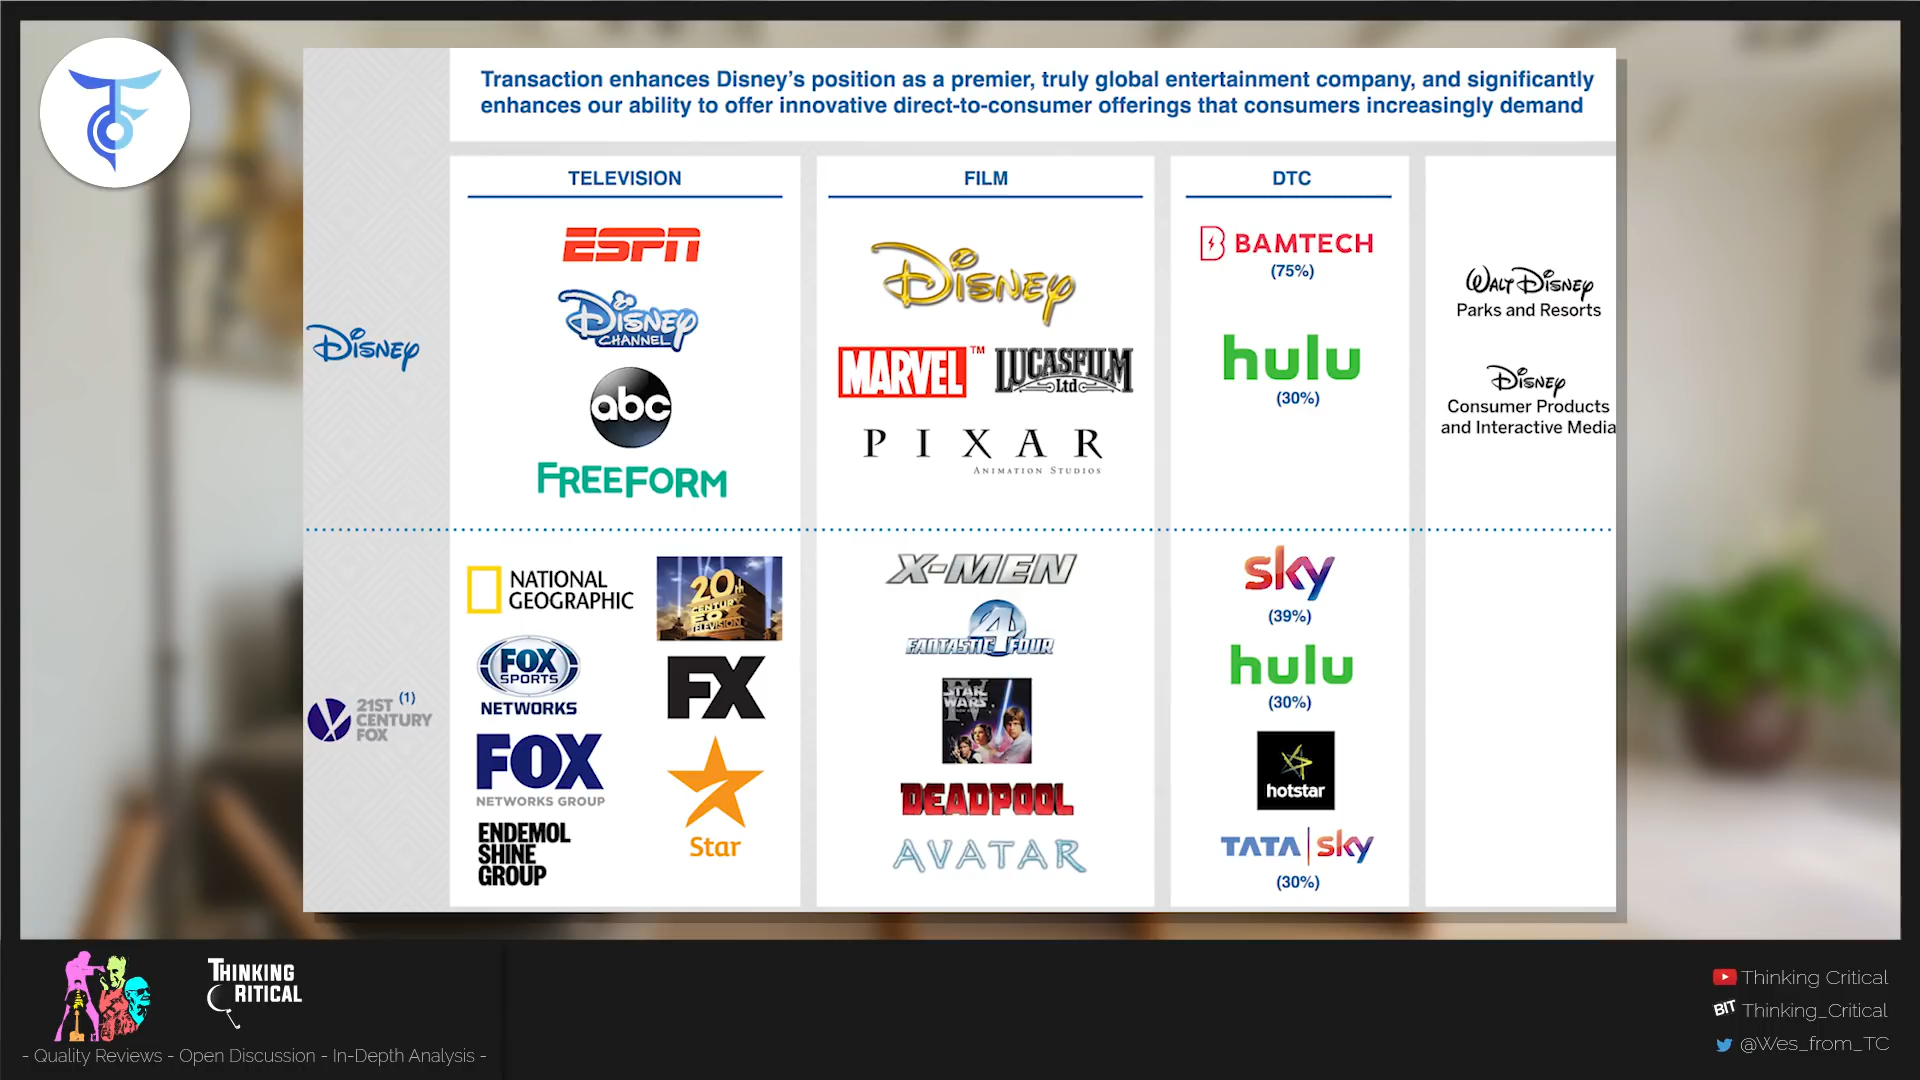 Transaction enhances Disney's position as a premier, truly global entertainment company, and significantly
enhances our ability to offer innovative direct-to-consumer offerings that consumers increasingly demand
TELEVISION
FILM
DTC
Disney
ESPN
Disney
CHANNEL
abc
FREEFORM
Disney
MARVEL™
LUCASFILM
Ltd
PIXAR
ANIMATION STUDIOS
BAMTECH
(75%)
hulu
(30%)
WALT DISNEY
Parks and Resorts
Disney
Consumer Products
and Interactive Media
21ST
CENTURY
FOX
(1)
NATIONAL
GEOGRAPHIC
20th
CENTURY
FOX
TELEVISION
FOX
SPORTS
NETWORKS
FX
FOX
NETWORKS GROUP
Star
ENDEMOL
SHINE
GROUP
X-MEN
4
FANTASTIC FOUR
STAR
WARS
IV
DEADPOOL
AVATAR
sky
(39%)
hulu
(30%)
hotstar
TATA sky
(30%)
THINKING
CRITICAL
- Quality Reviews - Open Discussion - In-Depth Analysis -
Thinking Critical
BIT Thinking_Critical
@Wes_from_TC